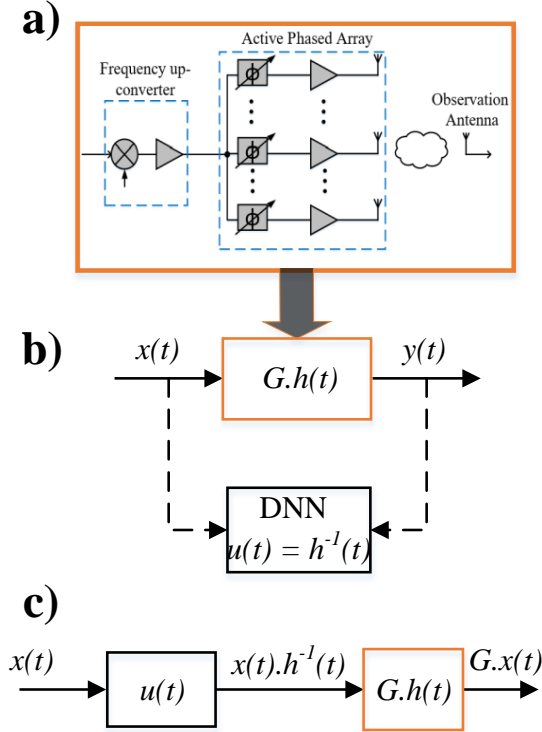 a)
Active Phased Array
Frequency up-
converter
Observation
Antenna
ϕ
ϕ
ϕ
b)
x(t)
G.h(t)
y(t)
DNN
u(t) = h⁻¹(t)
c)
x(t)
u(t)
x(t).h⁻¹(t)
G.h(t)
G.x(t)